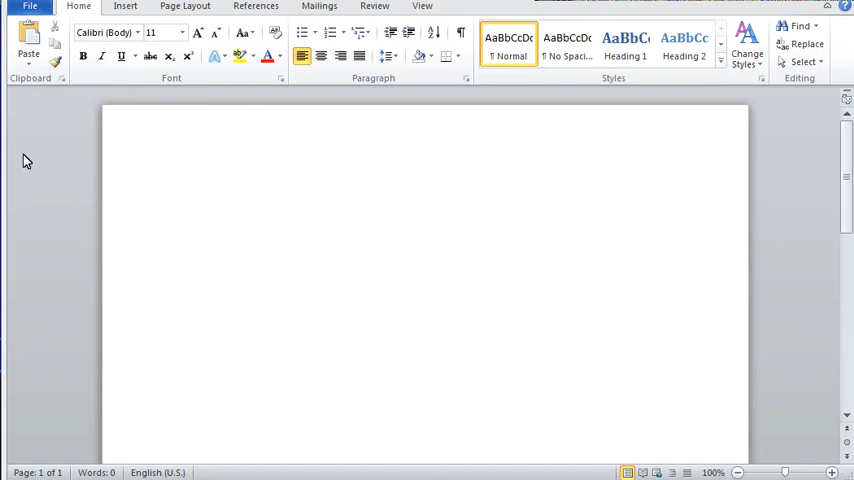 File Home Insert Page Layout References Mailings Review View
Calibri (Body) 11 Aa
Paste
B I U abc x₂ x² A ab A
A Z ¶
AaBbCcDc AaBbCcDc AaBbC AaBbCc
¶ Normal ¶ No Spaci... Heading 1 Heading 2
Change
Styles
Find
Replace
Select
Clipboard Font Paragraph Styles Editing
Page: 1 of 1 Words: 0 English (U.S.) 100%